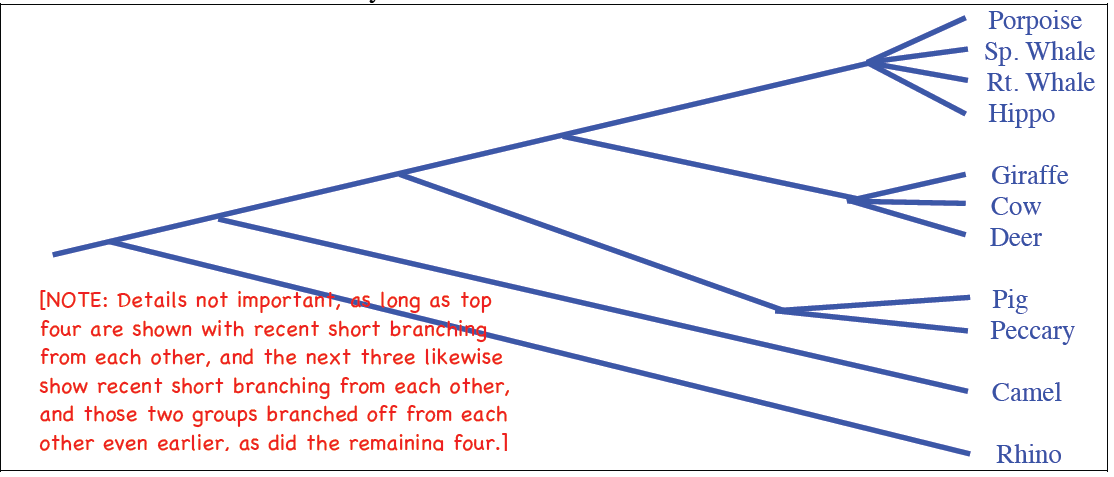 Porpoise
Sp. Whale
Rt. Whale
Hippo
Giraffe
Cow
Deer
Pig
Peccary
Camel
Rhino
[NOTE: Details not important, as long as top
four are shown with recent short branching
from each other, and the next three likewise
show recent short branching from each other,
and those two groups branched off from each
other even earlier, as did the remaining four.]